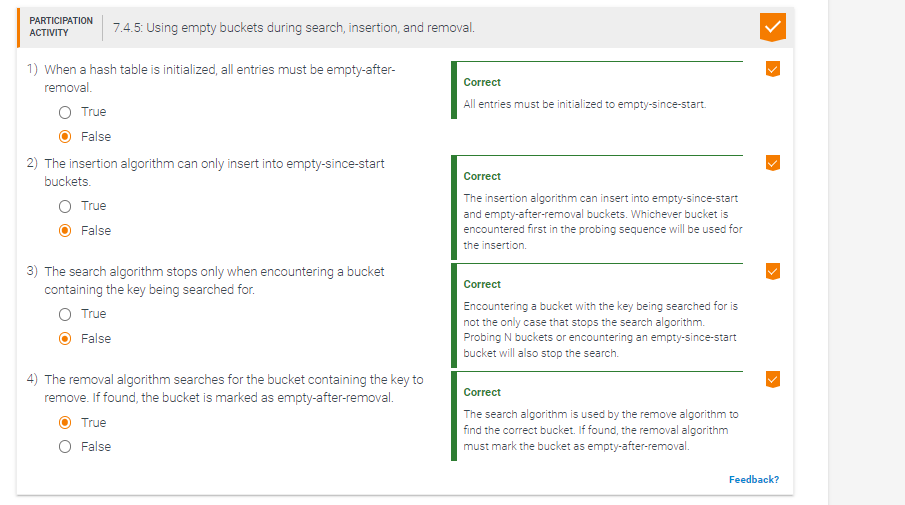 PARTICIPATION
ACTIVITY
7.4.5: Using empty buckets during search, insertion, and removal.
1) When a hash table is initialized, all entries must be empty-after-
removal.
True
False
Correct
All entries must be initialized to empty-since-start.
2) The insertion algorithm can only insert into empty-since-start
buckets.
True
False
Correct
The insertion algorithm can insert into empty-since-start
and empty-after-removal buckets. Whichever bucket is
encountered first in the probing sequence will be used for
the insertion.
3) The search algorithm stops only when encountering a bucket
containing the key being searched for.
True
False
Correct
Encountering a bucket with the key being searched for is
not the only case that stops the search algorithm.
Probing N buckets or encountering an empty-since-start
bucket will also stop the search.
4) The removal algorithm searches for the bucket containing the key to
remove. If found, the bucket is marked as empty-after-removal.
True
False
Correct
The search algorithm is used by the remove algorithm to
find the correct bucket. If found, the removal algorithm
must mark the bucket as empty-after-removal.
Feedback?